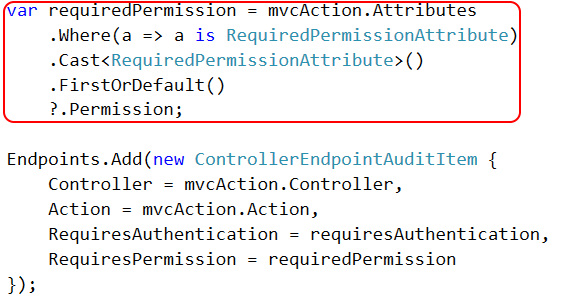 var requiredPermission = mvcAction.Attributes
    .Where(a => a is RequiredPermissionAttribute)
    .Cast<RequiredPermissionAttribute>()
    .FirstOrDefault()
    ?.Permission;

Endpoints.Add(new ControllerEndpointAuditItem {
    Controller = mvcAction.Controller,
    Action = mvcAction.Action,
    RequiresAuthentication = requiresAuthentication,
    RequiresPermission = requiredPermission
});